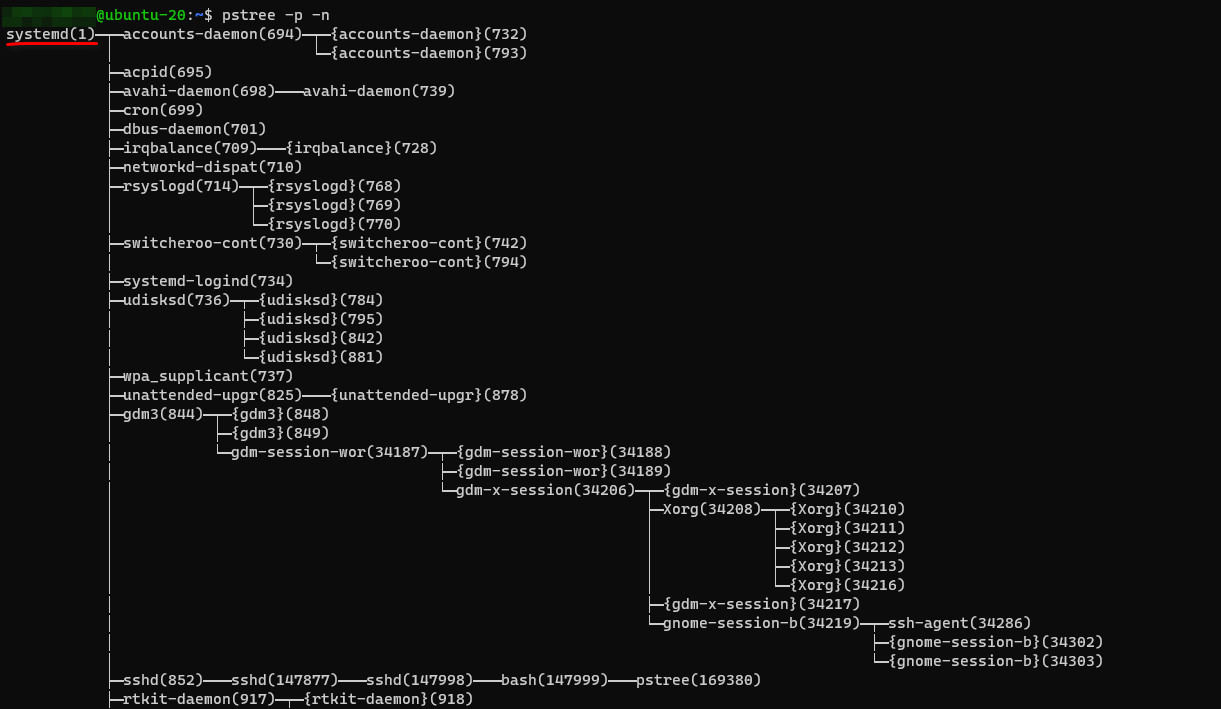 @ubuntu-20:~$ pstree -p -n
systemd(1)─┬─accounts-daemon(694)─┬─{accounts-daemon}(732)
           │                      └─{accounts-daemon}(793)
           ├─acpid(695)
           ├─avahi-daemon(698)───avahi-daemon(739)
           ├─cron(699)
           ├─dbus-daemon(701)
           ├─irqbalance(709)───{irqbalance}(728)
           ├─networkd-dispat(710)
           ├─rsyslogd(714)─┬─{rsyslogd}(768)
           │               ├─{rsyslogd}(769)
           │               └─{rsyslogd}(770)
           ├─switcheroo-cont(730)─┬─{switcheroo-cont}(742)
           │                      └─{switcheroo-cont}(794)
           ├─systemd-logind(734)
           ├─udisksd(736)─┬─{udisksd}(784)
           │              ├─{udisksd}(795)
           │              ├─{udisksd}(842)
           │              └─{udisksd}(881)
           ├─wpa_supplicant(737)
           ├─unattended-upgr(825)───{unattended-upgr}(878)
           ├─gdm3(844)─┬─{gdm3}(848)
           │           ├─{gdm3}(849)
           │           └─gdm-session-wor(34187)─┬─{gdm-session-wor}(34188)
           │                                    ├─{gdm-session-wor}(34189)
           │                                    └─gdm-x-session(34206)─┬─{gdm-x-session}(34207)
           │                                                           ├─Xorg(34208)─┬─{Xorg}(34210)
           │                                                           │             ├─{Xorg}(34211)
           │                                                           │             ├─{Xorg}(34212)
           │                                                           │             ├─{Xorg}(34213)
           │                                                           │             └─{Xorg}(34216)
           │                                                           ├─{gdm-x-session}(34217)
           │                                                           └─gnome-session-b(34219)─┬─ssh-agent(34286)
           │                                                                                    ├─{gnome-session-b}(34302)
           │                                                                                    └─{gnome-session-b}(34303)
           ├─sshd(852)───sshd(147877)───sshd(147998)───bash(147999)───pstree(169380)
           ├─rtkit-daemon(917)─┬─{rtkit-daemon}(918)